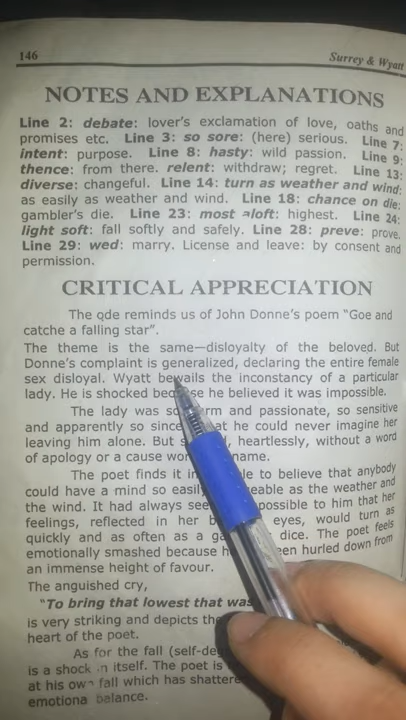 146 Surrey & Wyatt
NOTES AND EXPLANATIONS
Line 2: debate: lover's exclamation of love, oaths and
promises etc. Line 3: so sore: (here) serious. Line 7:
intent: purpose. Line 8: hasty: wild passion. Line 9:
thence: from there. relent: withdraw; regret. Line 13:
diverse: changeful. Line 14: turn as weather and wind:
as easily as weather and wind. Line 18: chance on die:
gambler's die. Line 23: most aloft: highest. Line 24:
light soft: fall softly and safely. Line 28: preve: prove.
Line 29: wed: marry. License and leave: by consent and
permission.
CRITICAL APPRECIATION
The ode reminds us of John Donne's poem "Goe and
catche a falling star".
The theme is the same—disloyalty of the beloved. But
Donne's complaint is generalized, declaring the entire female
sex disloyal. Wyatt bewails the inconstancy of a particular
lady. He is shocked because he believed it was impossible.
The lady was so warm and passionate, so sensitive
and apparently so that he could never imagine her
leaving him alone. But heartlessly, without a word
of apology or a cause name.
The poet finds it to believe that anybody
could have a mind so easily as the weather and
the wind. It had always possible to him that her
feelings, reflected in her eyes, would turn as
quickly and as often as a dice. The poet feels
emotionally smashed because been hurled down from
an immense height of favour.
The anguished cry,
"To bring that lowest that was
is very striking and depicts the
heart of the poet.
As for the fall
is a shock in itself. The poet is
at his own fall which has shattered
emotional balance.